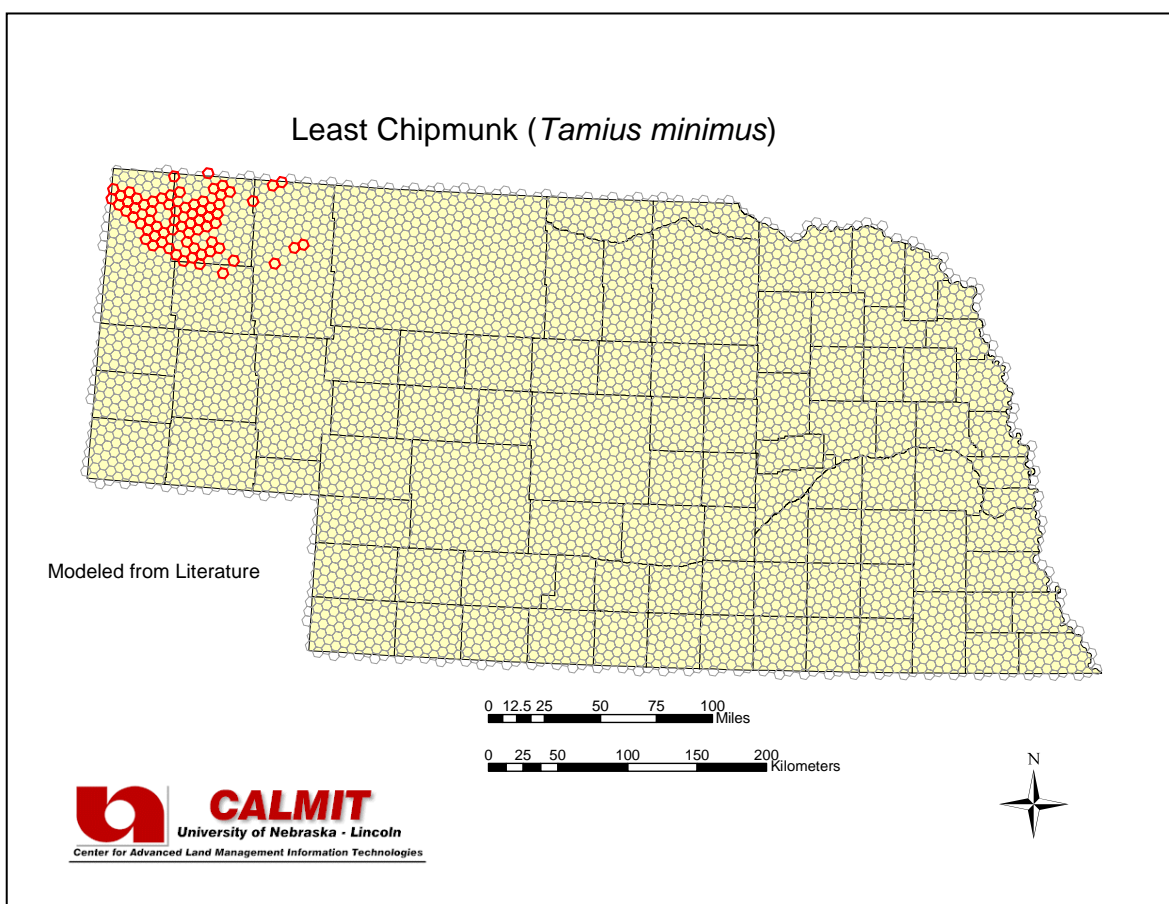 Least Chipmunk (Tamius minimus)
Modeled from Literature
0 12.5 25 50 75 100
Miles
0 25 50 100 150 200
Kilometers
N
CALMIT
University of Nebraska - Lincoln
Center for Advanced Land Management Information Technologies